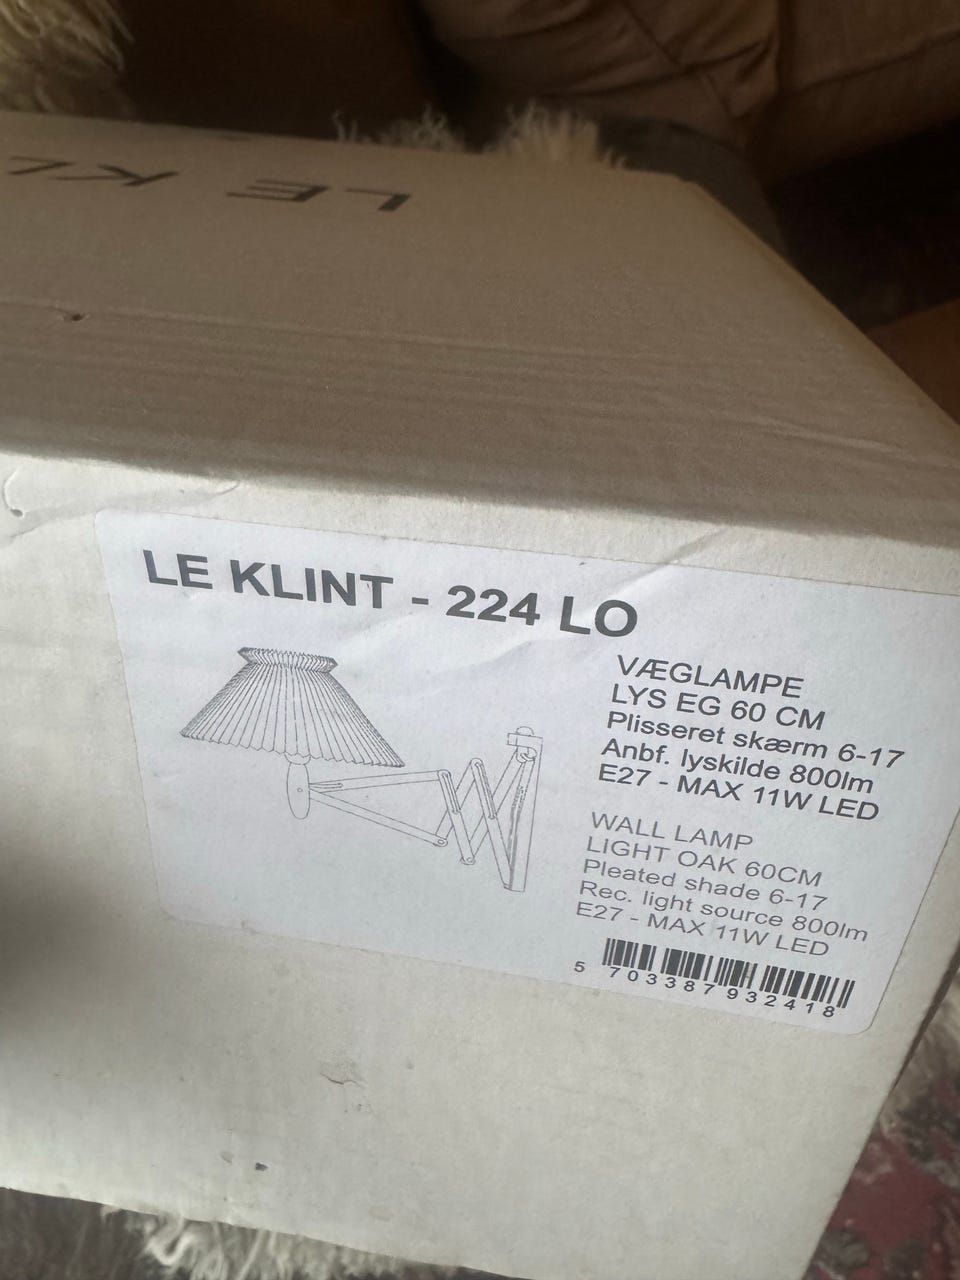 LE KL
LE KLINT - 224 LO
VÆGLAMPE
LYS EG 60 CM
Plisseret skærm 6-17
Anbf. lyskilde 800lm
E27 - MAX 11W LED
WALL LAMP
LIGHT OAK 60CM
Pleated shade 6-17
Rec. light source 800lm
E27 - MAX 11W LED
5 703387 932418